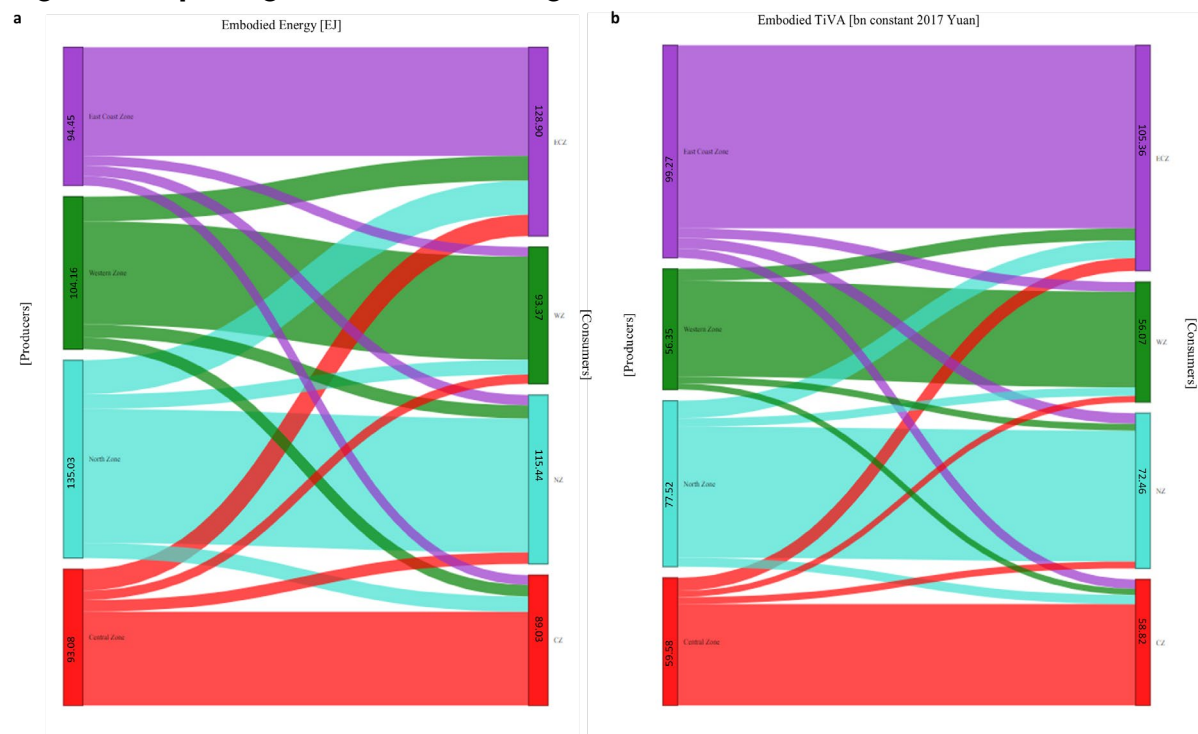 a
Embodied Energy [EJ]
[Producers]
94.45
East Coast Zone
104.16
Western Zone
135.03
North Zone
93.08
Central Zone
128.90
ECZ
93.37
WZ
115.44
NZ
89.03
CZ
[Consumers]
b
Embodied TiVA [bn constant 2017 Yuan]
[Producers]
99.27
East Coast Zone
56.35
Western Zone
77.52
North Zone
59.58
Central Zone
105.36
ECZ
56.07
WZ
72.46
NZ
58.82
CZ
[Consumers]